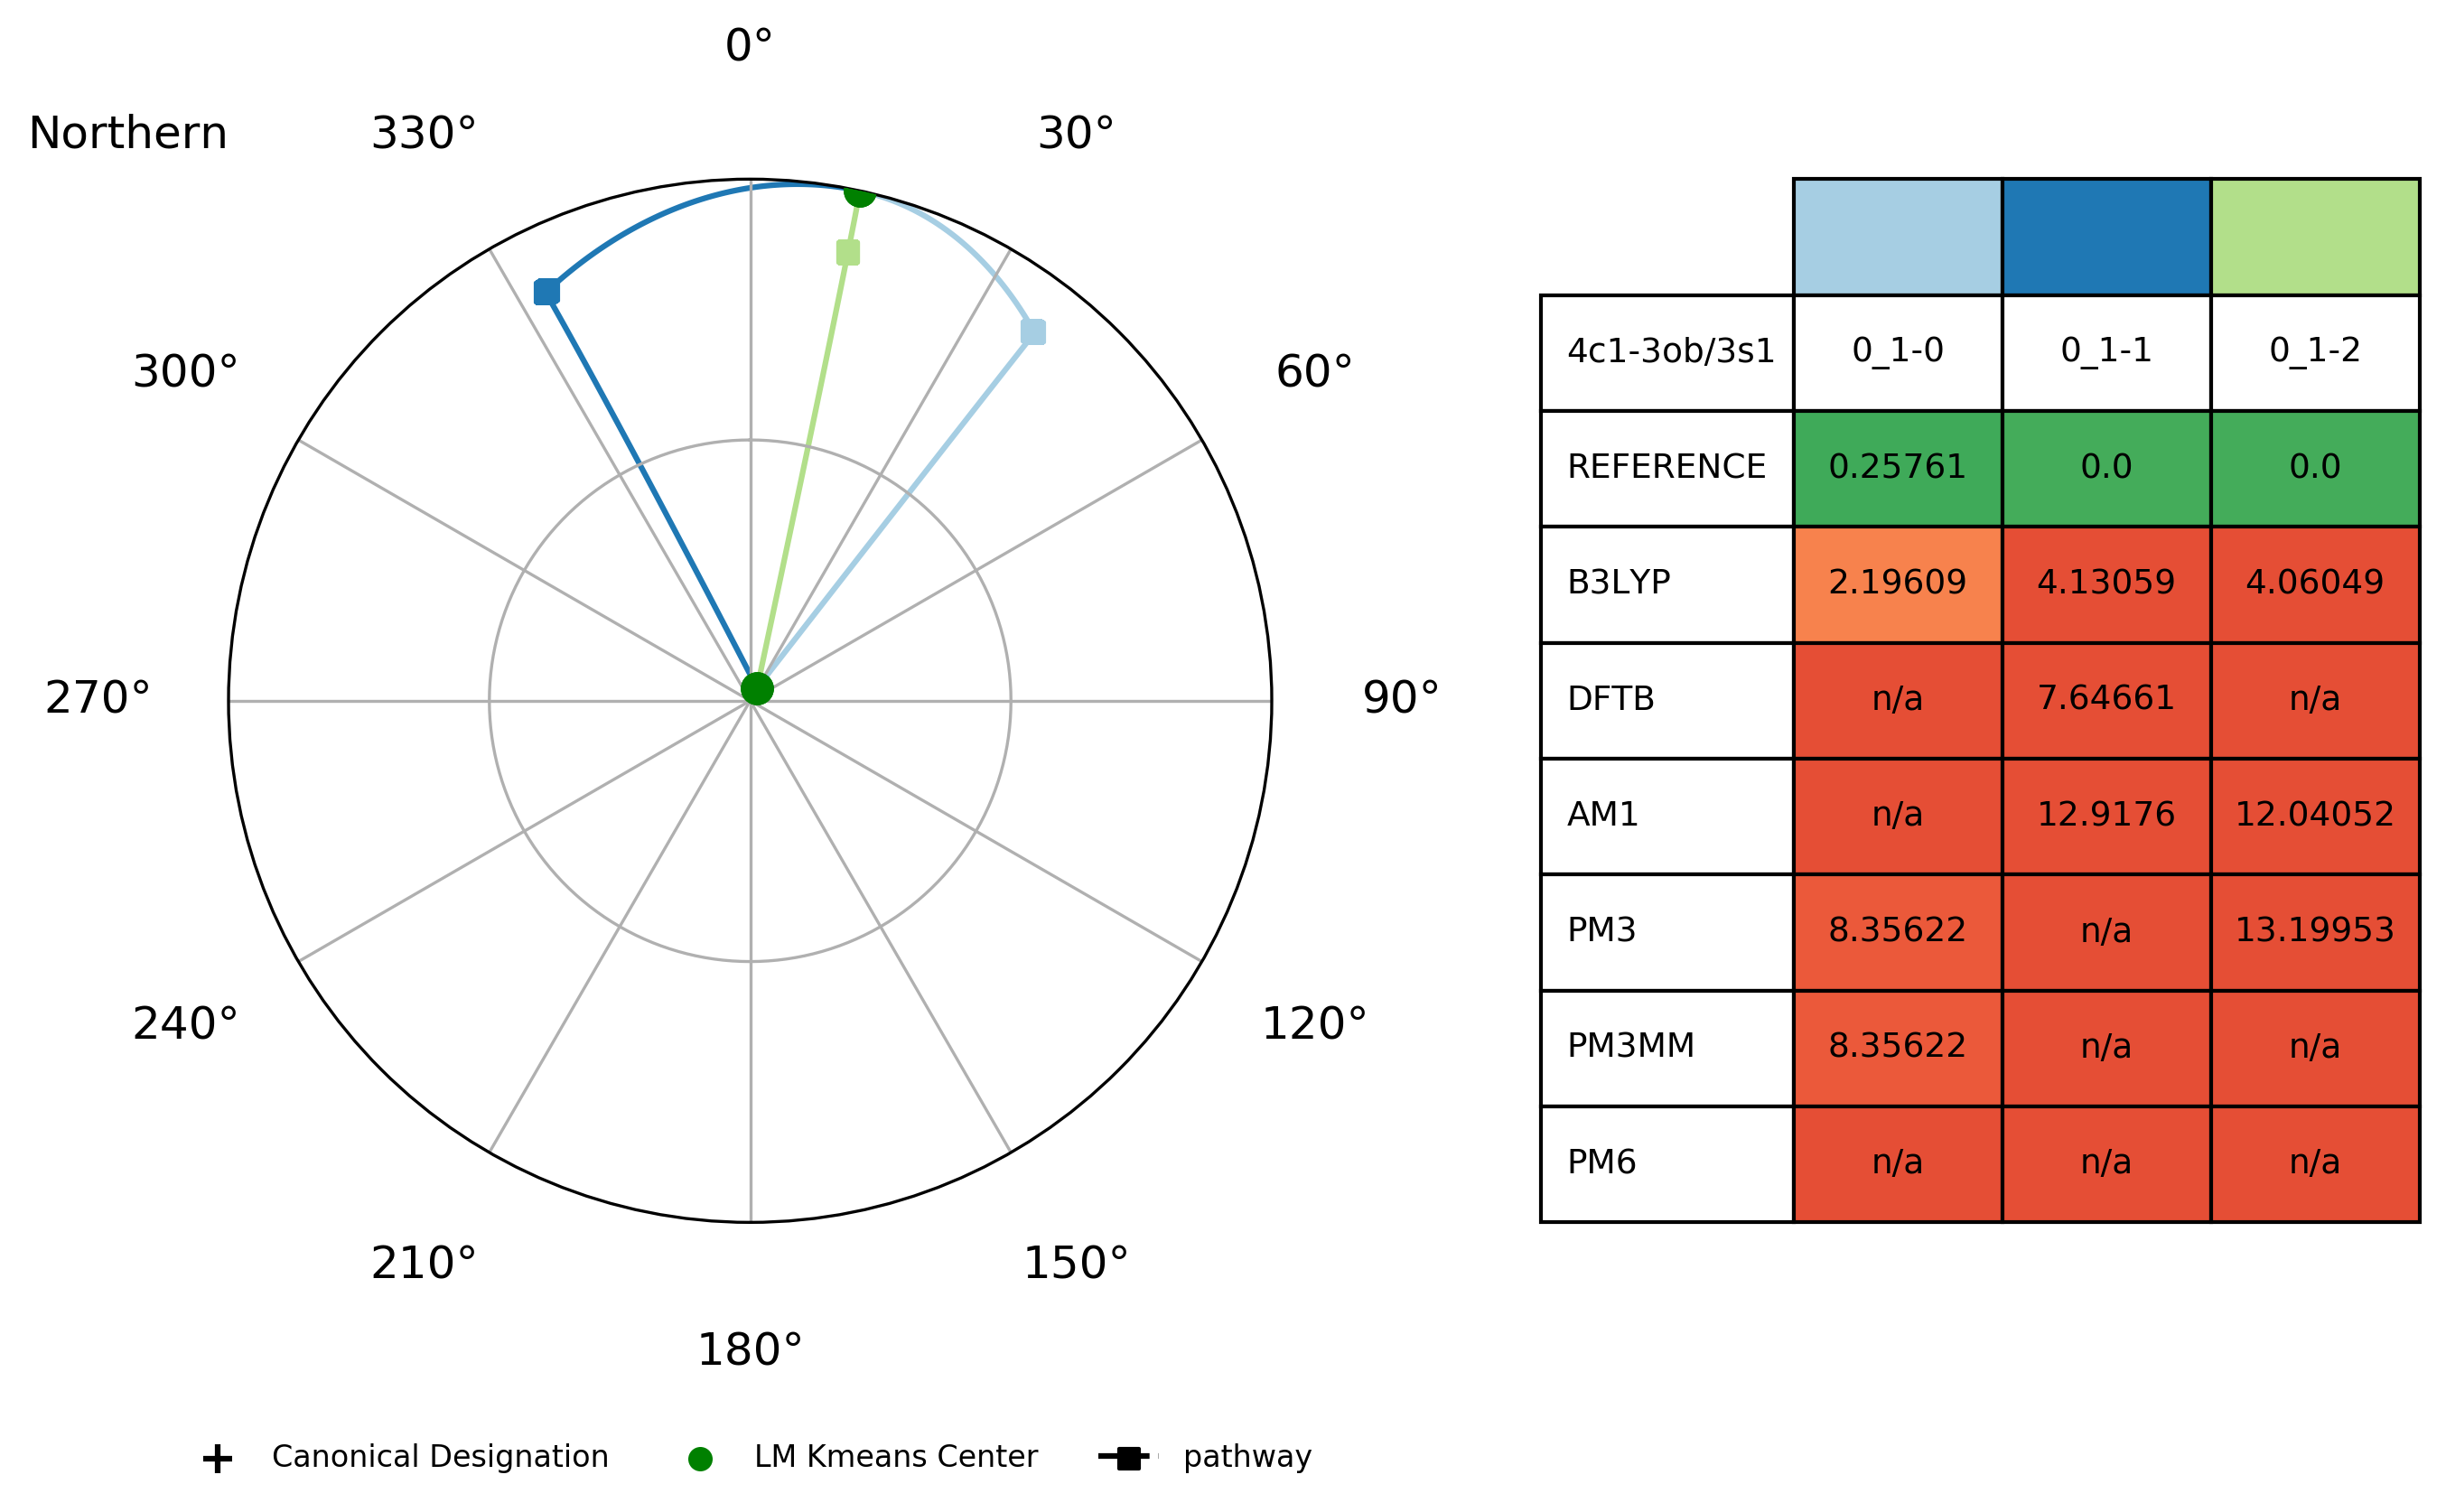 0°
Northern
330°
30°
300°
60°
270°
90°
240°
120°
210°
150°
180°
4c1-3ob/3s1 0_1-0 0_1-1 0_1-2
REFERENCE 0.25761 0.0 0.0
B3LYP 2.19609 4.13059 4.06049
DFTB n/a 7.64661 n/a
AM1 n/a 12.9176 12.04052
PM3 8.35622 n/a 13.19953
PM3MM 8.35622 n/a n/a
PM6 n/a n/a n/a
Canonical Designation LM Kmeans Center pathway